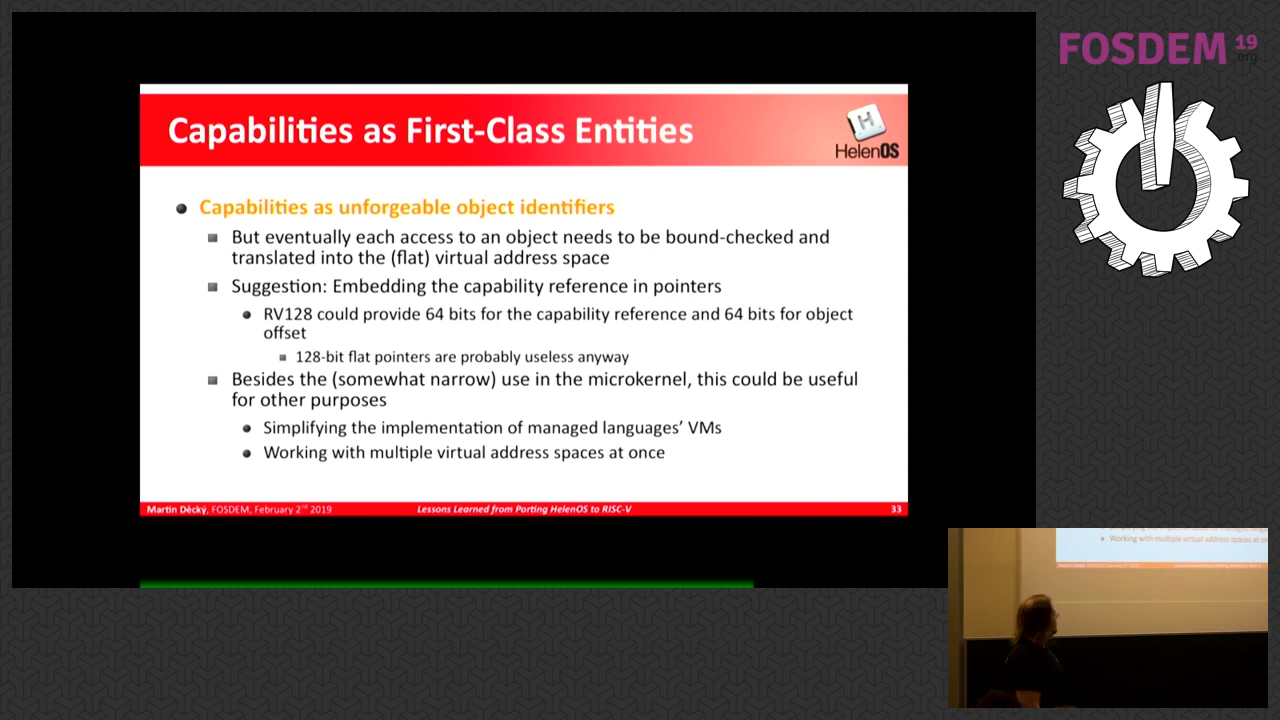 FOSDEM 19
.org
Capabilities as First-Class Entities
HelenOS
Capabilities as unforgeable object identifiers
But eventually each access to an object needs to be bound-checked and
translated into the (flat) virtual address space
Suggestion: Embedding the capability reference in pointers
RV128 could provide 64 bits for the capability reference and 64 bits for object
offset
128-bit flat pointers are probably useless anyway
Besides the (somewhat narrow) use in the microkernel, this could be useful
for other purposes
Simplifying the implementation of managed languages' VMs
Working with multiple virtual address spaces at once
Martin Děcký, FOSDEM, February 2nd 2019 Lessons Learned from Porting HelenOS to RISC-V 33
Working with multiple virtual address spaces at on